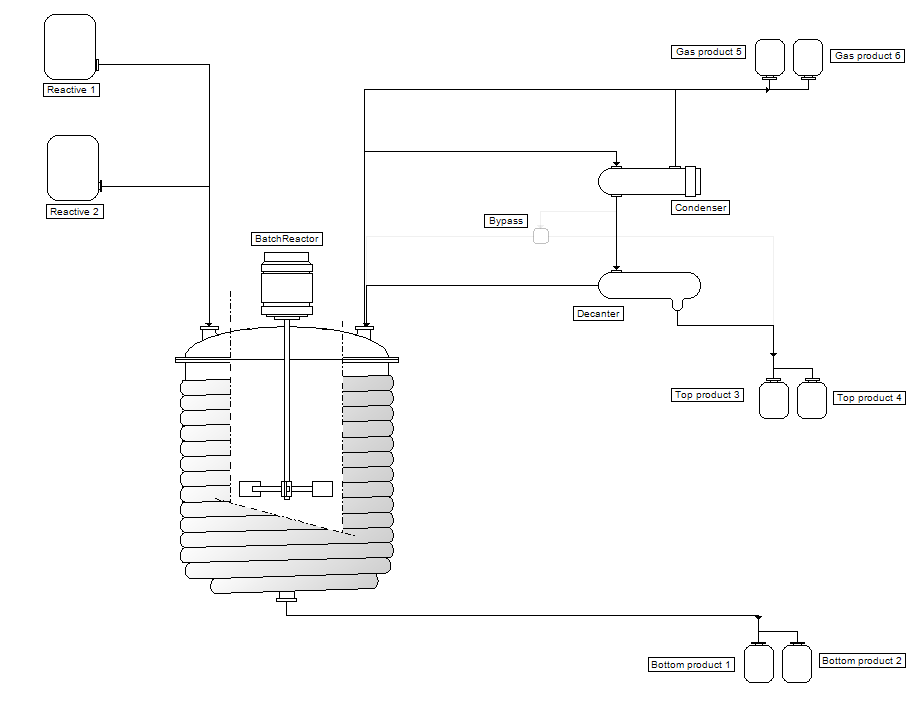 Reactive 1
Reactive 2
BatchReactor
Gas product 5
Gas product 6
Condenser
Bypass
Decanter
Top product 3
Top product 4
Bottom product 1
Bottom product 2